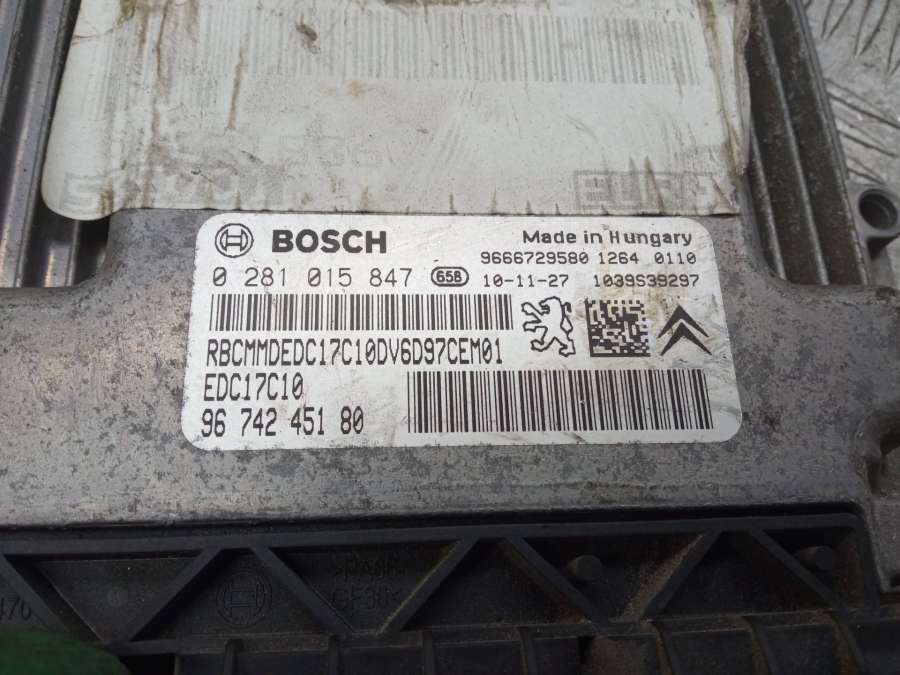 BOSCH
Made in Hungary
9666729580 1264 0110
0 281 015 847 658 10-11-27 1039S39297
RBCMMDEDC17C10DV6D97CEM01
EDC17C10
96 742 451 80